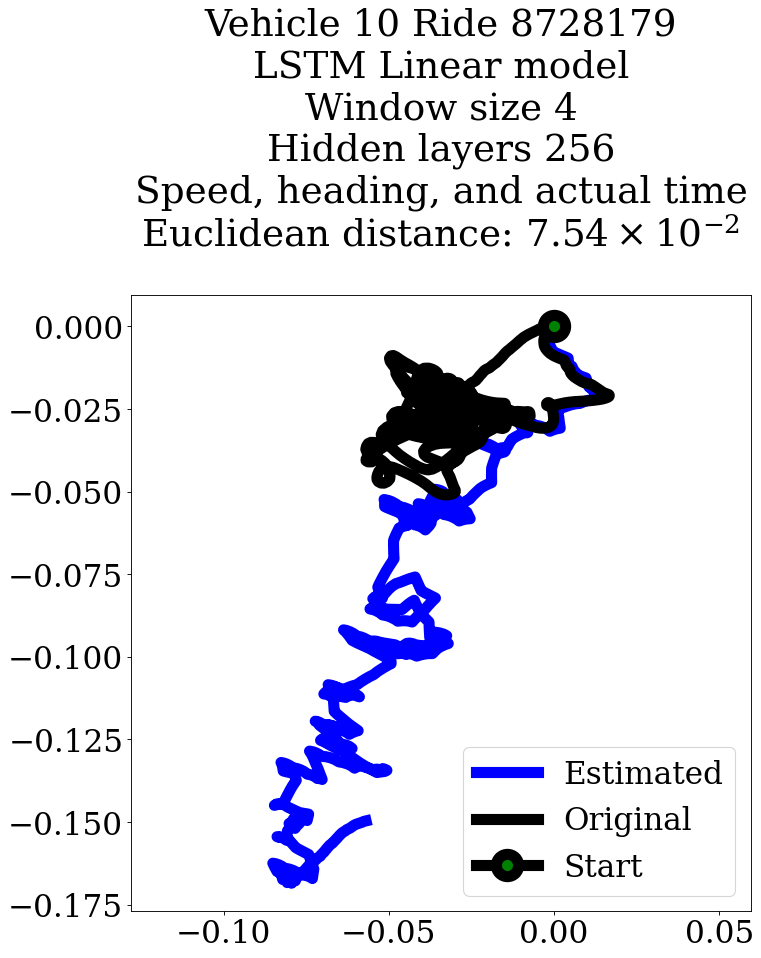 Vehicle 10 Ride 8728179
LSTM Linear model
Window size 4
Hidden layers 256
Speed, heading, and actual time
Euclidean distance: 7.54 × 10⁻²
0.000
−0.025
−0.050
−0.075
−0.100
−0.125
−0.150
−0.175
Estimated
Original
Start
−0.10
−0.05
0.00
0.05